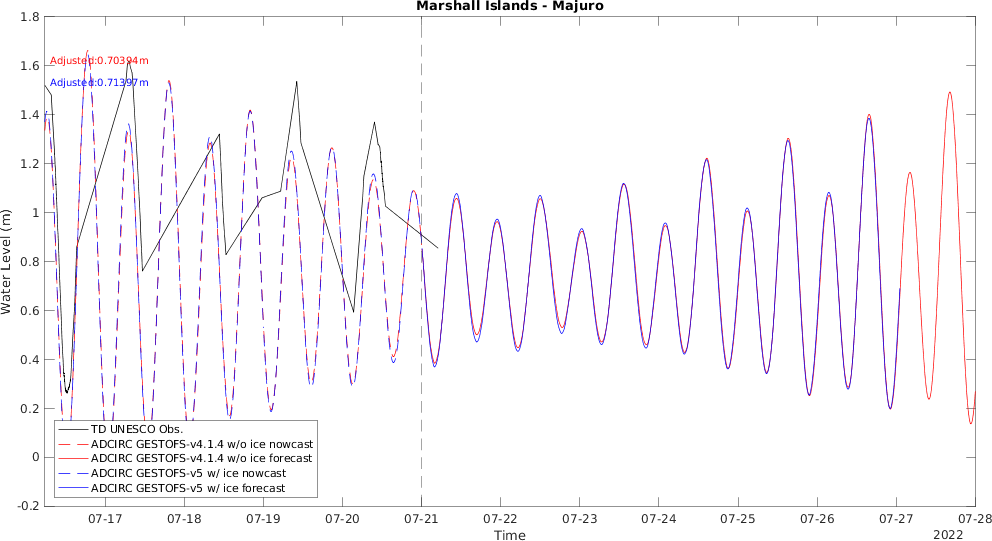 Marshall Islands - Majuro
1.8
1.6
1.4
1.2
1
0.8
0.6
0.4
0.2
0
-0.2
Water Level (m)
Adjusted:0.70394m
Adjusted:0.71397m
TD UNESCO Obs.
ADCIRC GESTOFS-v4.1.4 w/o ice nowcast
ADCIRC GESTOFS-v4.1.4 w/o ice forecast
ADCIRC GESTOFS-v5 w/ ice nowcast
ADCIRC GESTOFS-v5 w/ ice forecast
07-17 07-18 07-19 07-20 07-21 07-22 07-23 07-24 07-25 07-26 07-27 07-28
Time
2022